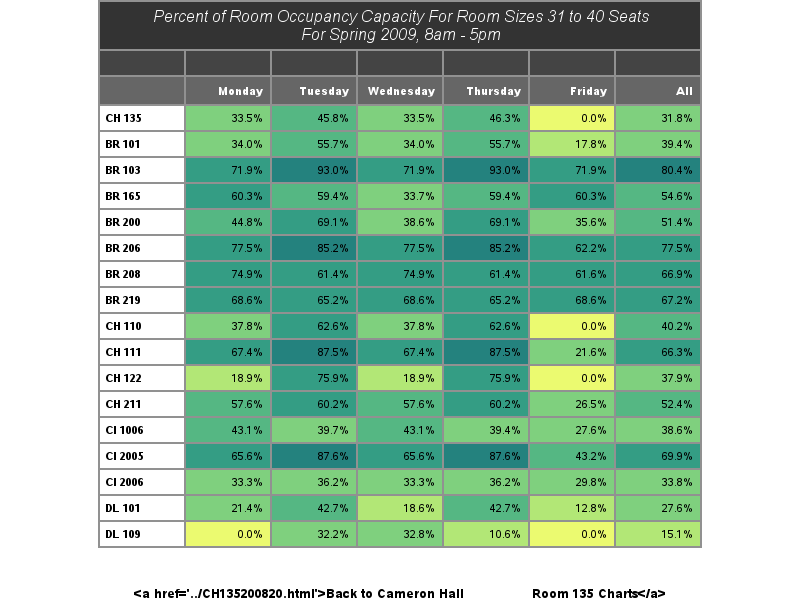 Percent of Room Occupancy Capacity For Room Sizes 31 to 40 Seats
For Spring 2009, 8am - 5pm
Monday Tuesday Wednesday Thursday Friday All
CH 135 33.5% 45.8% 33.5% 46.3% 0.0% 31.8%
BR 101 34.0% 55.7% 34.0% 55.7% 17.8% 39.4%
BR 103 71.9% 93.0% 71.9% 93.0% 71.9% 80.4%
BR 165 60.3% 59.4% 33.7% 59.4% 60.3% 54.6%
BR 200 44.8% 69.1% 38.6% 69.1% 35.6% 51.4%
BR 206 77.5% 85.2% 77.5% 85.2% 62.2% 77.5%
BR 208 74.9% 61.4% 74.9% 61.4% 61.6% 66.9%
BR 219 68.6% 65.2% 68.6% 65.2% 68.6% 67.2%
CH 110 37.8% 62.6% 37.8% 62.6% 0.0% 40.2%
CH 111 67.4% 87.5% 67.4% 87.5% 21.6% 66.3%
CH 122 18.9% 75.9% 18.9% 75.9% 0.0% 37.9%
CH 211 57.6% 60.2% 57.6% 60.2% 26.5% 52.4%
CI 1006 43.1% 39.7% 43.1% 39.4% 27.6% 38.6%
CI 2005 65.6% 87.6% 65.6% 87.6% 43.2% 69.9%
CI 2006 33.3% 36.2% 33.3% 36.2% 29.8% 33.8%
DL 101 21.4% 42.7% 18.6% 42.7% 12.8% 27.6%
DL 109 0.0% 32.2% 32.8% 10.6% 0.0% 15.1%
<a href='../CH135200820.html'>Back to Cameron Hall Room 135 Charts</a>